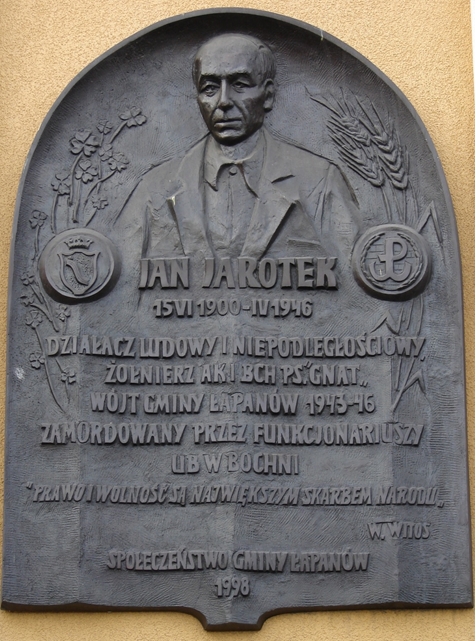 JAN JAROTEK
15 VI 1900 - IV 1946
DZIAŁACZ LUDOWY I NIEPODLEGŁOŚCIOWY,
ŻOŁNIERZ AK I BCH PS. "GNAT",
WÓJT GMINY ŁAPANÓW 1943-46
ZAMORDOWANY PRZEZ FUNKCJONARIUSZY
UB W BOCHNI
"PRAWO I WOLNOŚĆ SĄ NAJWIĘKSZYM SKARBEM NARODU"
W. WITOS
SPOŁECZEŃSTWO GMINY ŁAPANÓW
1998